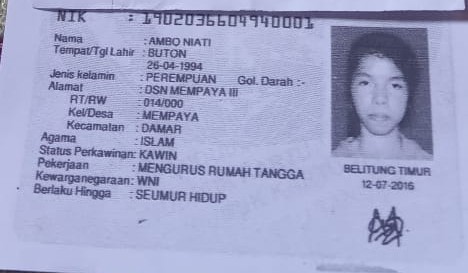 NIK : 1902036604940001
Nama : AMBO NIATI
Tempat/Tgl Lahir : BUTON
26-04-1994
Jenis kelamin : PEREMPUAN Gol. Darah :-
Alamat : DSN MEMPAYA III
RT/RW : 014/000
Kel/Desa : MEMPAYA
Kecamatan : DAMAR
Agama : ISLAM
Status Perkawinan: KAWIN
Pekerjaan : MENGURUS RUMAH TANGGA
Kewarganegaraan: WNI
Berlaku Hingga : SEUMUR HIDUP
BELITUNG TIMUR
12-07-2016